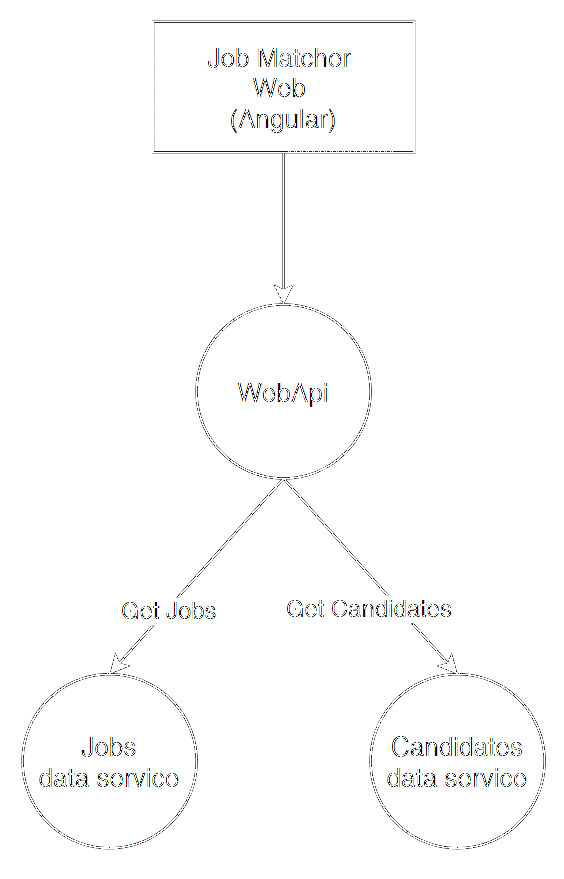 Job Matcher
Web
(Angular)
WebApi
Get Jobs
Get Candidates
Jobs
data service
Candidates
data service